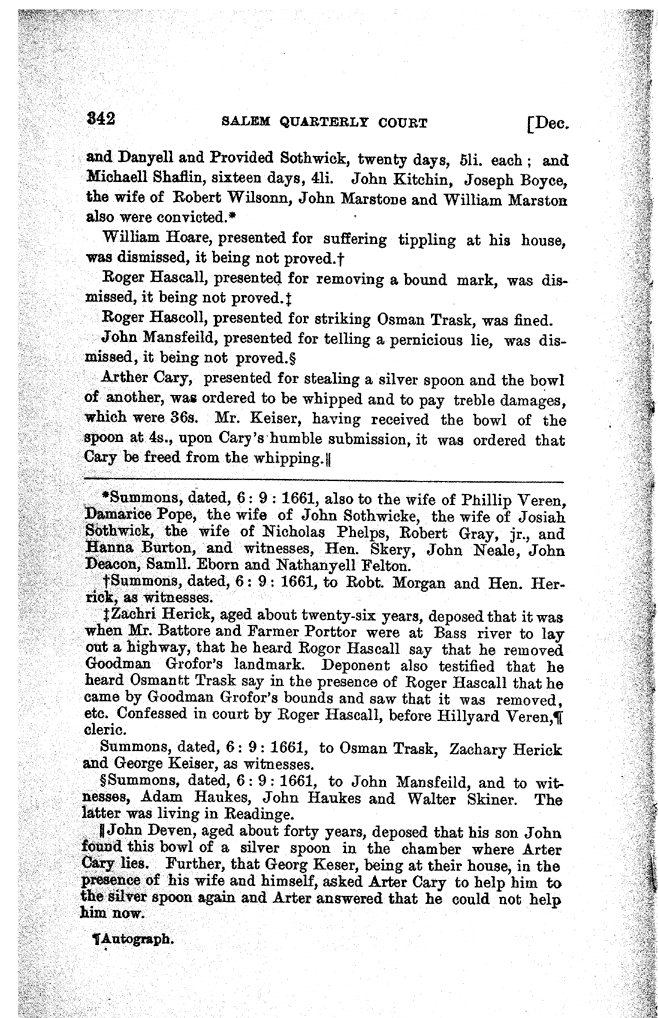 342 SALEM QUARTERLY COURT [Dec.
and Danyell and Provided Sothwick, twenty days, 5li. each; and
Michaell Shaflin, sixteen days, 4li. John Kitchin, Joseph Boyce,
the wife of Robert Wilsonn, John Marstone and William Marston
also were convicted.*
William Hoare, presented for suffering tippling at his house,
was dismissed, it being not proved.†
Roger Hascall, presented for removing a bound mark, was dis-
missed, it being not proved.‡
Roger Hascoll, presented for striking Osman Trask, was fined.
John Mansfeild, presented for telling a pernicious lie, was dis-
missed, it being not proved.§
Arther Cary, presented for stealing a silver spoon and the bowl
of another, was ordered to be whipped and to pay treble damages,
which were 36s. Mr. Keiser, having received the bowl of the
spoon at 4s., upon Cary's humble submission, it was ordered that
Cary be freed from the whipping.‖
*Summons, dated, 6: 9: 1661, also to the wife of Phillip Veren,
Damarice Pope, the wife of John Sothwicke, the wife of Josiah
Sothwick, the wife of Nicholas Phelps, Robert Gray, jr., and
Hanna Burton, and witnesses, Hen. Skery, John Neale, John
Deacon, Samll. Eborn and Nathanyell Felton.
†Summons, dated, 6: 9: 1661, to Robt. Morgan and Hen. Her-
rick, as witnesses.
‡Zachri Herick, aged about twenty-six years, deposed that it was
when Mr. Battore and Farmer Porttor were at Bass river to lay
out a highway, that he heard Rogor Hascall say that he removed
Goodman Grofor's landmark. Deponent also testified that he
heard Osmantt Trask say in the presence of Roger Hascall that he
came by Goodman Grofor's bounds and saw that it was removed,
etc. Confessed in court by Roger Hascall, before Hillyard Veren,¶
cleric.
Summons, dated, 6: 9: 1661, to Osman Trask, Zachary Herick
and George Keiser, as witnesses.
§Summons, dated, 6: 9: 1661, to John Mansfeild, and to wit-
nesses, Adam Haukes, John Haukes and Walter Skiner. The
latter was living in Readinge.
‖John Deven, aged about forty years, deposed that his son John
found this bowl of a silver spoon in the chamber where Arter
Cary lies. Further, that Georg Keser, being at their house, in the
presence of his wife and himself, asked Arter Cary to help him to
the silver spoon again and Arter answered that he could not help
him now.
¶Autograph.